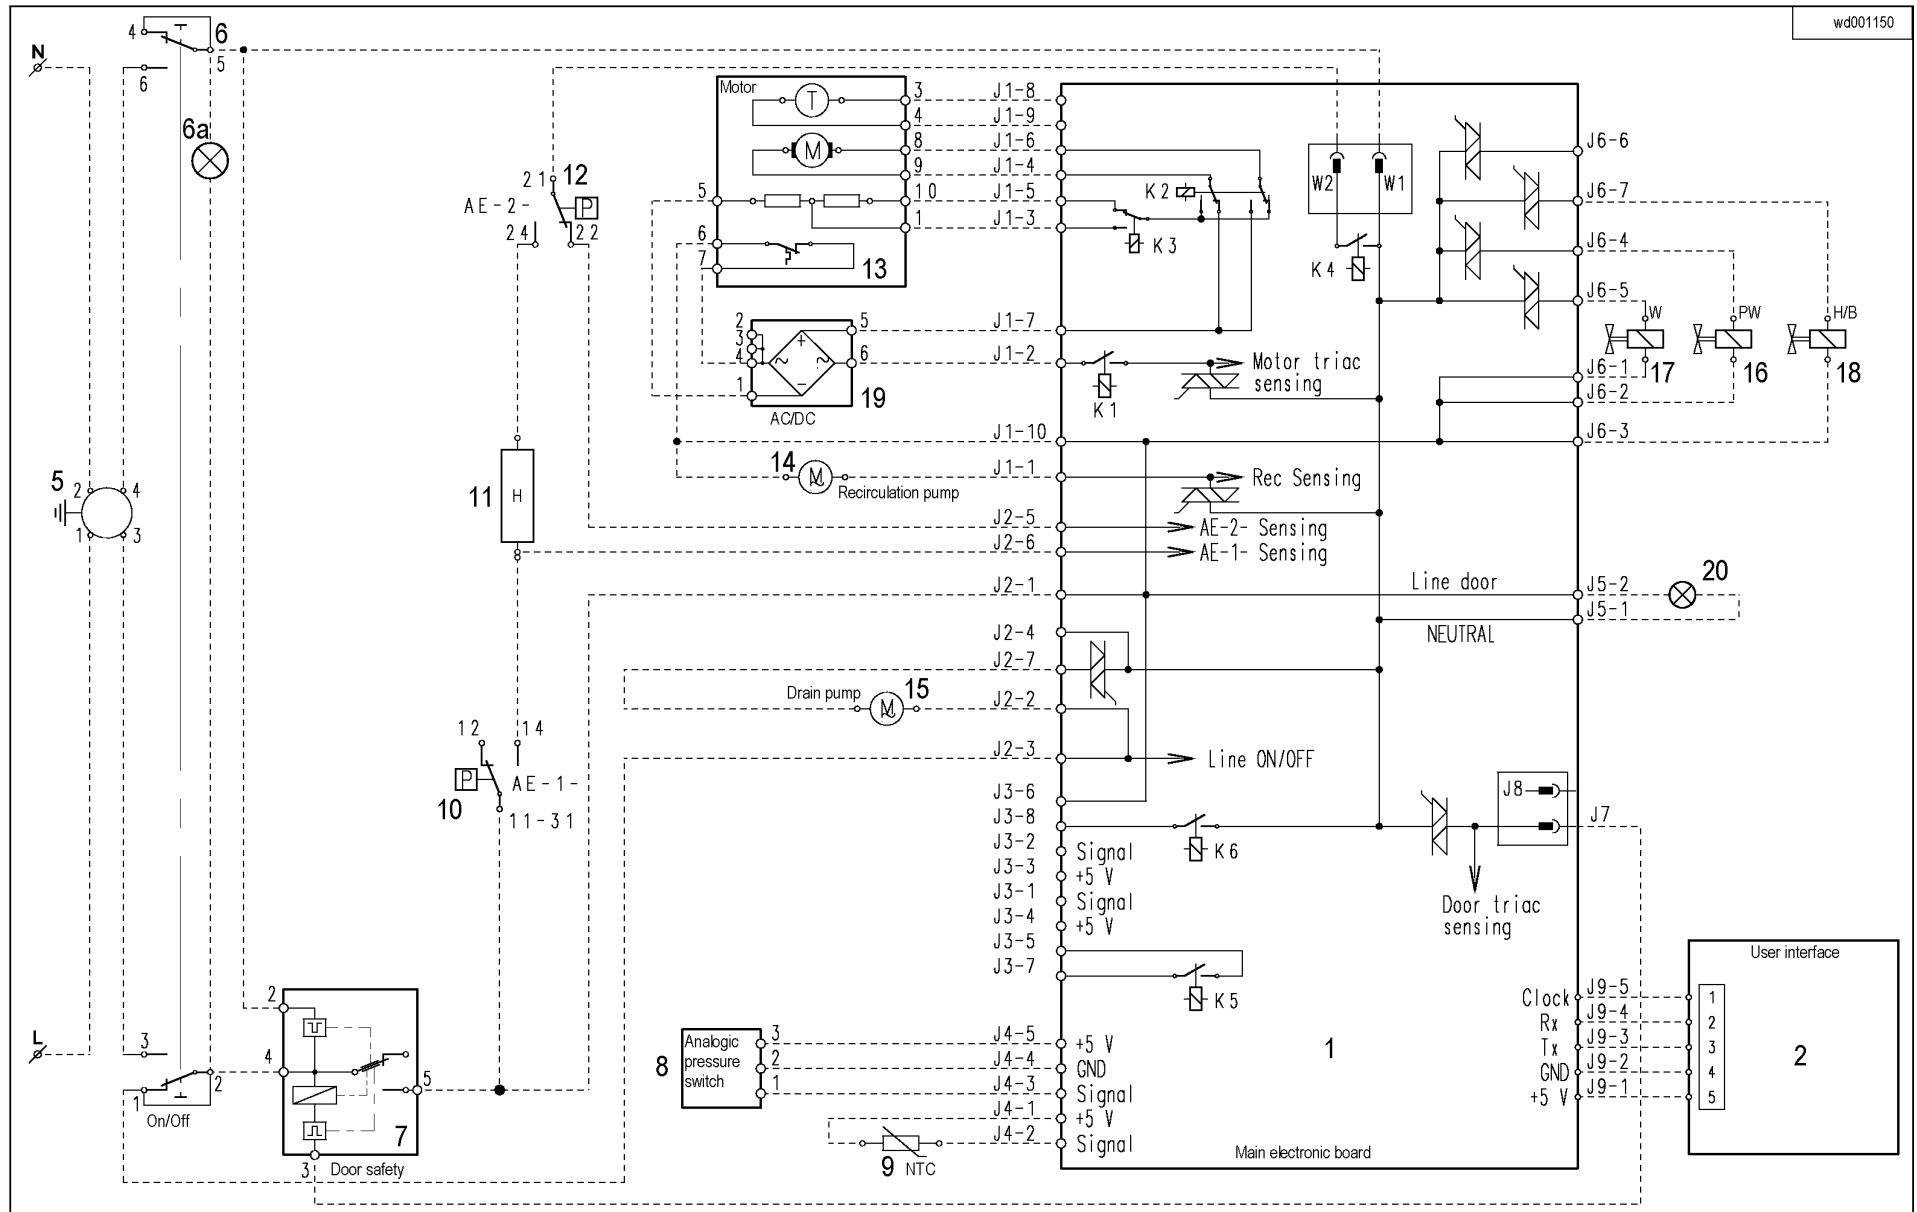 wd001150
4
6
5
6
N
6a
5
2
4
1
3
L
3
1
2
On/Off
2
4
5
7
3
Door safety
21
12
P
AE-2-
24
22
11
H
12
14
P
AE-1-
10
11-31
Motor
T
M
3
4
8
9
10
1
5
6
7
13
2
3
4
1
5
6
19
AC/DC
14
M
Recirculation pump
Drain pump
M
15
8
Analogic
pressure
switch
3
2
1
9
NTC
J1-8
J1-9
J1-6
J1-4
J1-5
J1-3
J1-7
J1-2
J1-10
J1-1
J2-5
J2-6
J2-1
J2-4
J2-7
J2-2
J2-3
J3-6
J3-8
J3-2
J3-3
J3-1
J3-4
J3-5
J3-7
J4-5
J4-4
J4-3
J4-1
J4-2
K2
K3
W2
W1
K4
K1
Motor triac
sensing
Rec Sensing
AE-2- Sensing
AE-1- Sensing
Line door
NEUTRAL
Line ON/OFF
K6
Signal
+5 V
Signal
+5 V
K5
J8
Door triac
sensing
+5 V
GND
Signal
+5 V
Signal
1
Main electronic board
Clock
Rx
Tx
GND
+5 V
J6-6
J6-7
J6-4
J6-5
J6-1
J6-2
J6-3
W
PW
H/B
17
16
18
J5-2
J5-1
20
J7
J9-5
J9-4
J9-3
J9-2
J9-1
User interface
1
2
3
4
5
2